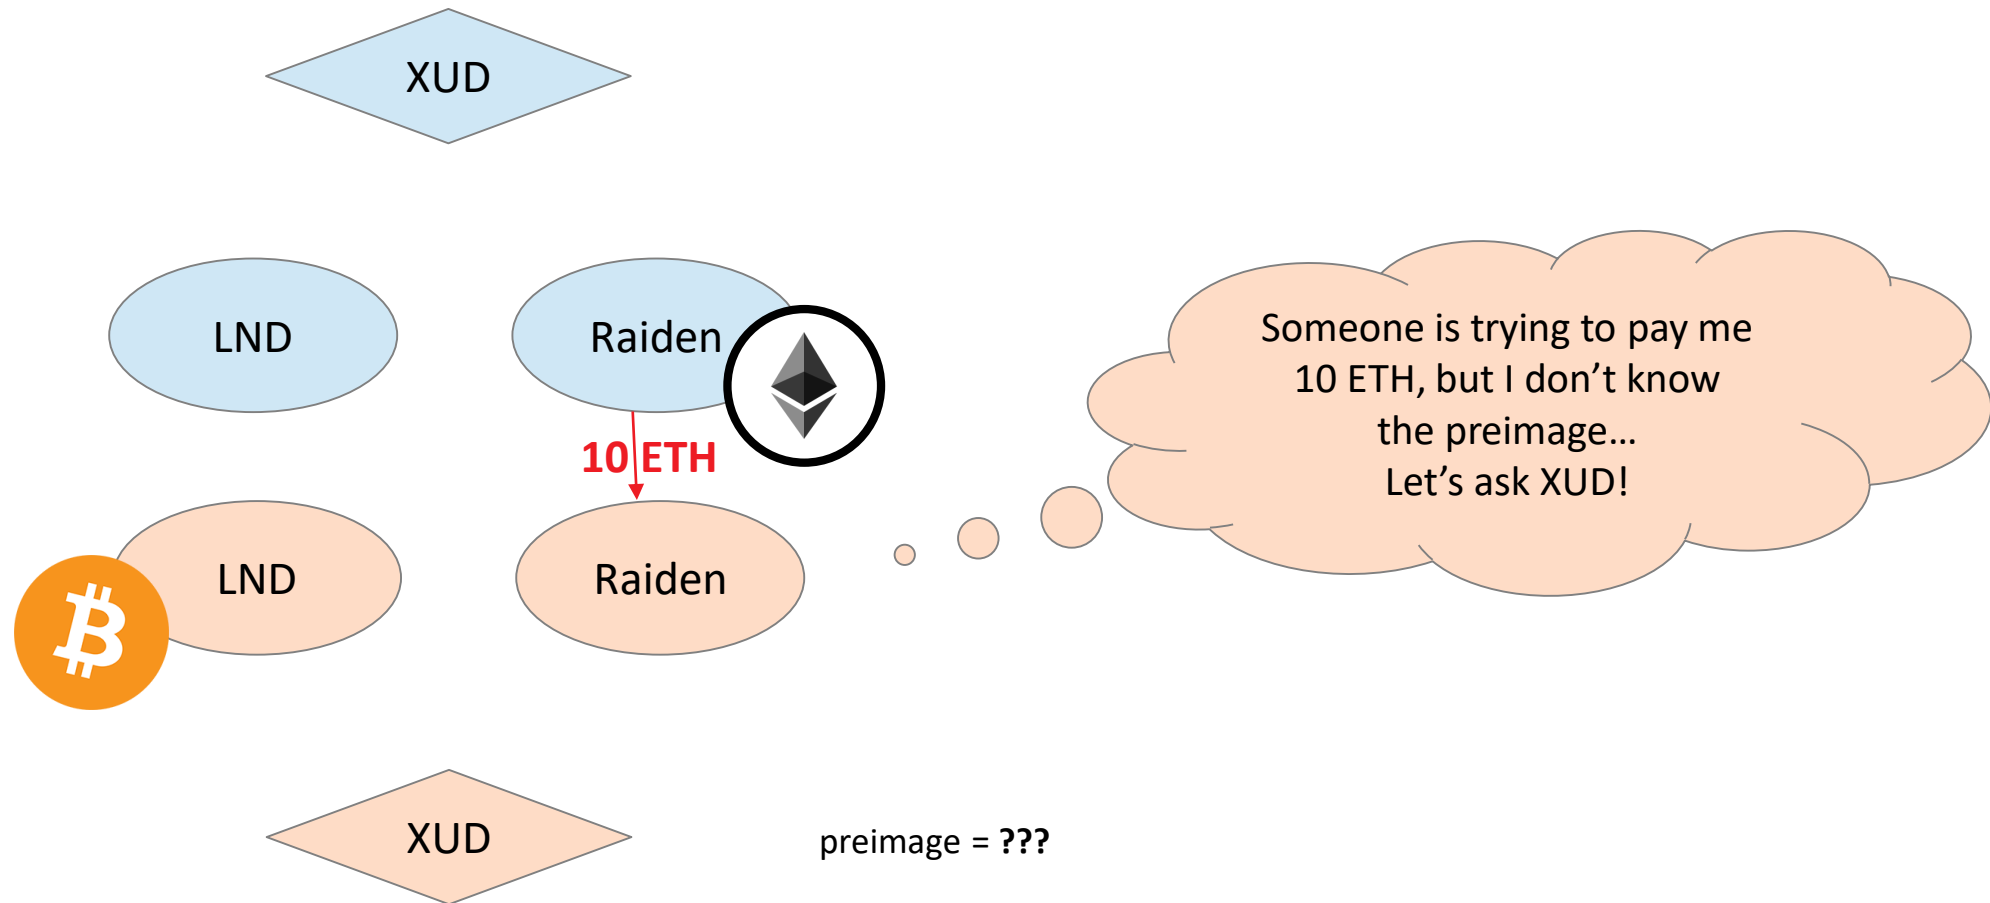 XUD
LND
Raiden
Someone is trying to pay me
10 ETH, but I don’t know
the preimage…
Let’s ask XUD!
10 ETH
LND
Raiden
XUD
preimage = ???